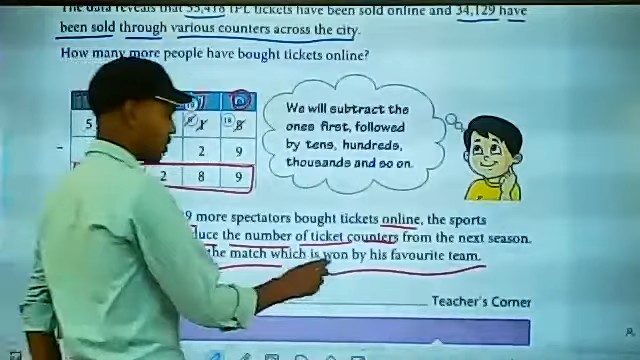 The data reveals that 55,418 IPL tickets have been sold online and 34,129 have
been sold through various counters across the city.
How many more people have bought tickets online?
We will subtract the
ones first, followed
by tens, hundreds,
thousands and so on.
5 1 8
- 2 9
2 8 9
9 more spectators bought tickets online, the sports
the number of ticket counters from the next season.
the match which is won by his favourite team.
Teacher's Corner